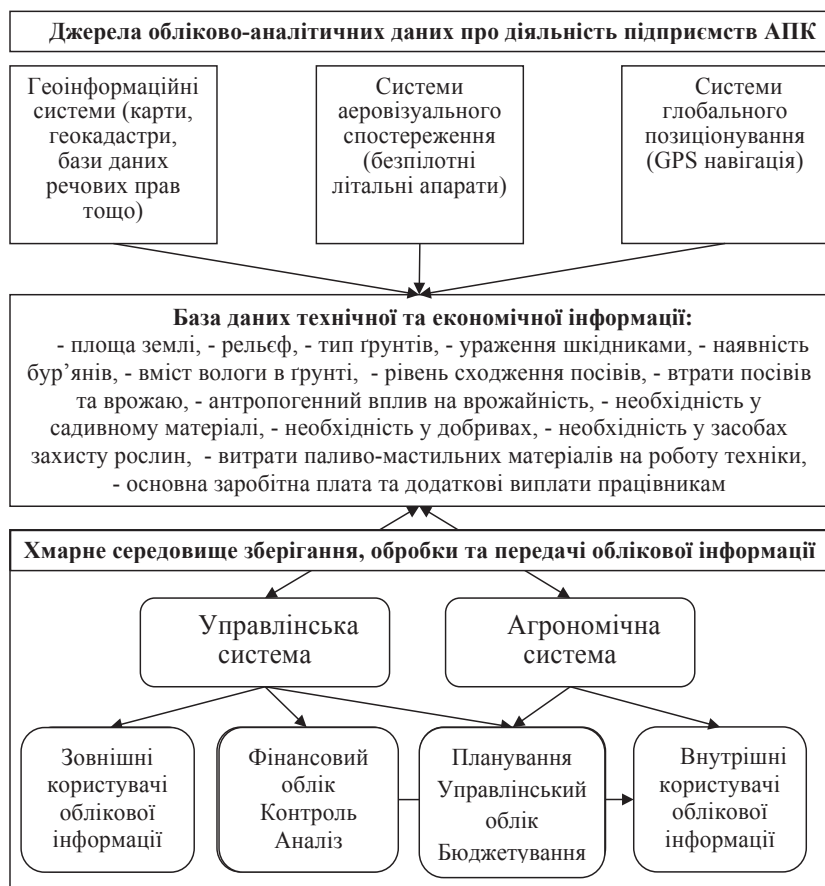 Джерела обліково-аналітичних даних про діяльність підприємств АПК
Геоінформаційні
системи (карти,
геокадастри,
бази даних
речових прав
тощо)
Системи
аеровізуального
спостереження
(безпілотні
літальні апарати)
Системи
глобального
позиціонування
(GPS навігація)
База даних технічної та економічної інформації:
- площа землі, - рельєф, - тип ґрунтів, - ураження шкідниками, - наявність
бур’янів, - вміст вологи в ґрунті, - рівень сходження посівів, - втрати посівів
та врожаю, - антропогенний вплив на врожайність, - необхідність у
садивному матеріалі, - необхідність у добривах, - необхідність у засобах
захисту рослин, - витрати паливо-мастильних матеріалів на роботу техніки,
- основна заробітна плата та додаткові виплати працівникам
Хмарне середовище зберігання, обробки та передачі облікової інформації
Управлінська
система
Агрономічна
система
Зовнішні
користувачі
облікової
інформації
Фінансовий
облік
Контроль
Аналіз
Планування
Управлінський
облік
Бюджетування
Внутрішні
користувачі
облікової
інформації